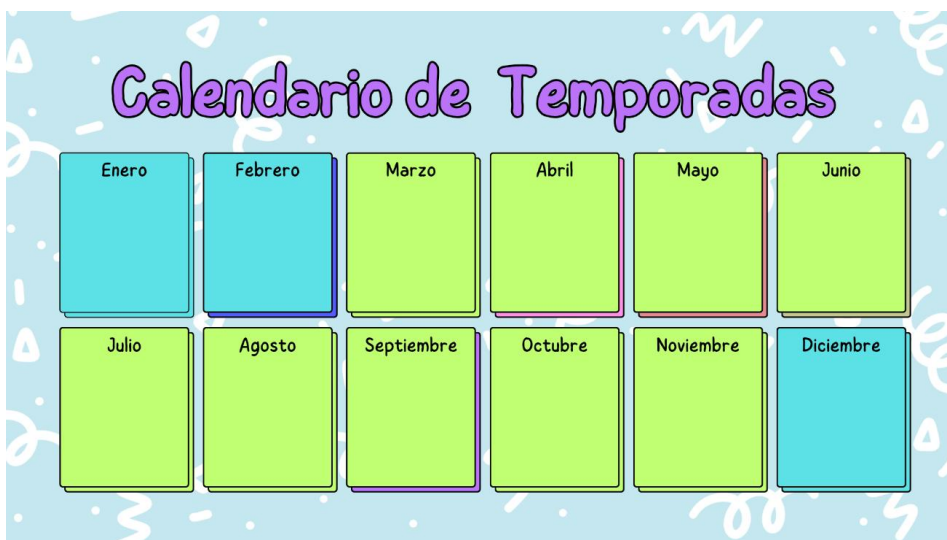 Calendario de Temporadas
Enero Febrero Marzo Abril Mayo Junio
Julio Agosto Septiembre Octubre Noviembre Diciembre